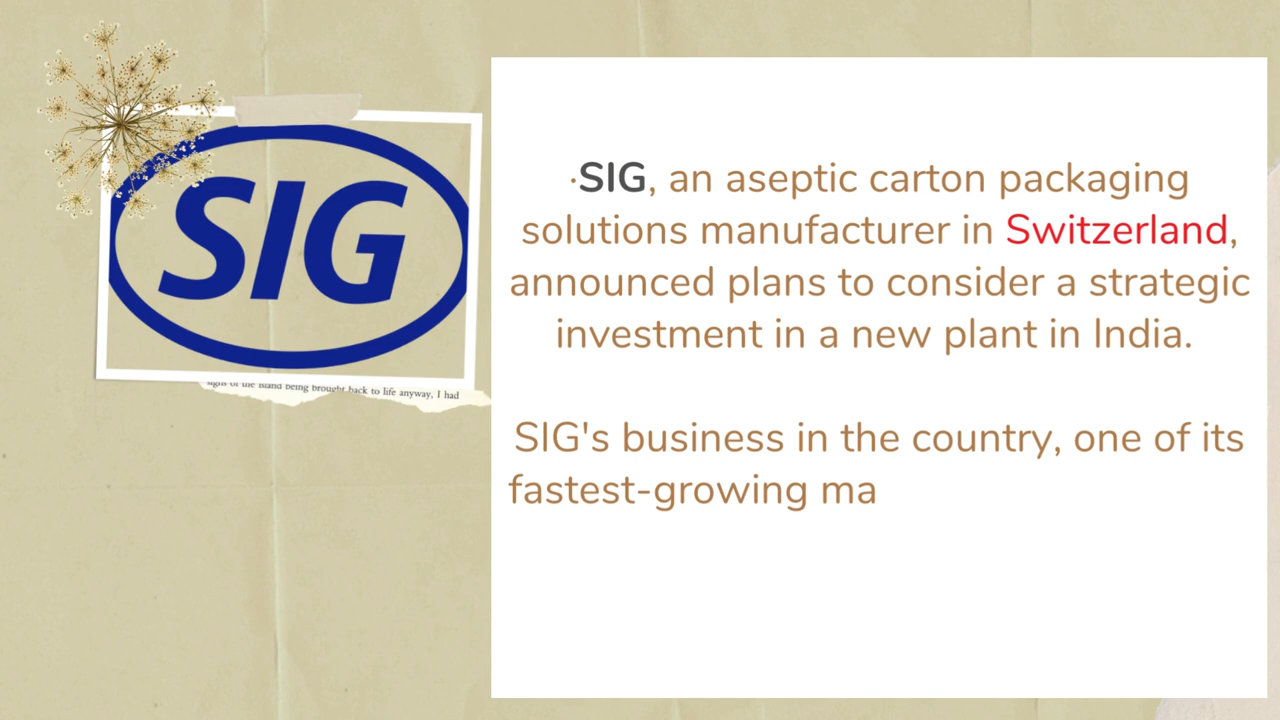 SIG
signs of the island being brought back to life anyway, I had
·SIG, an aseptic carton packaging
solutions manufacturer in Switzerland,
announced plans to consider a strategic
investment in a new plant in India.
SIG's business in the country, one of its
fastest-growing ma